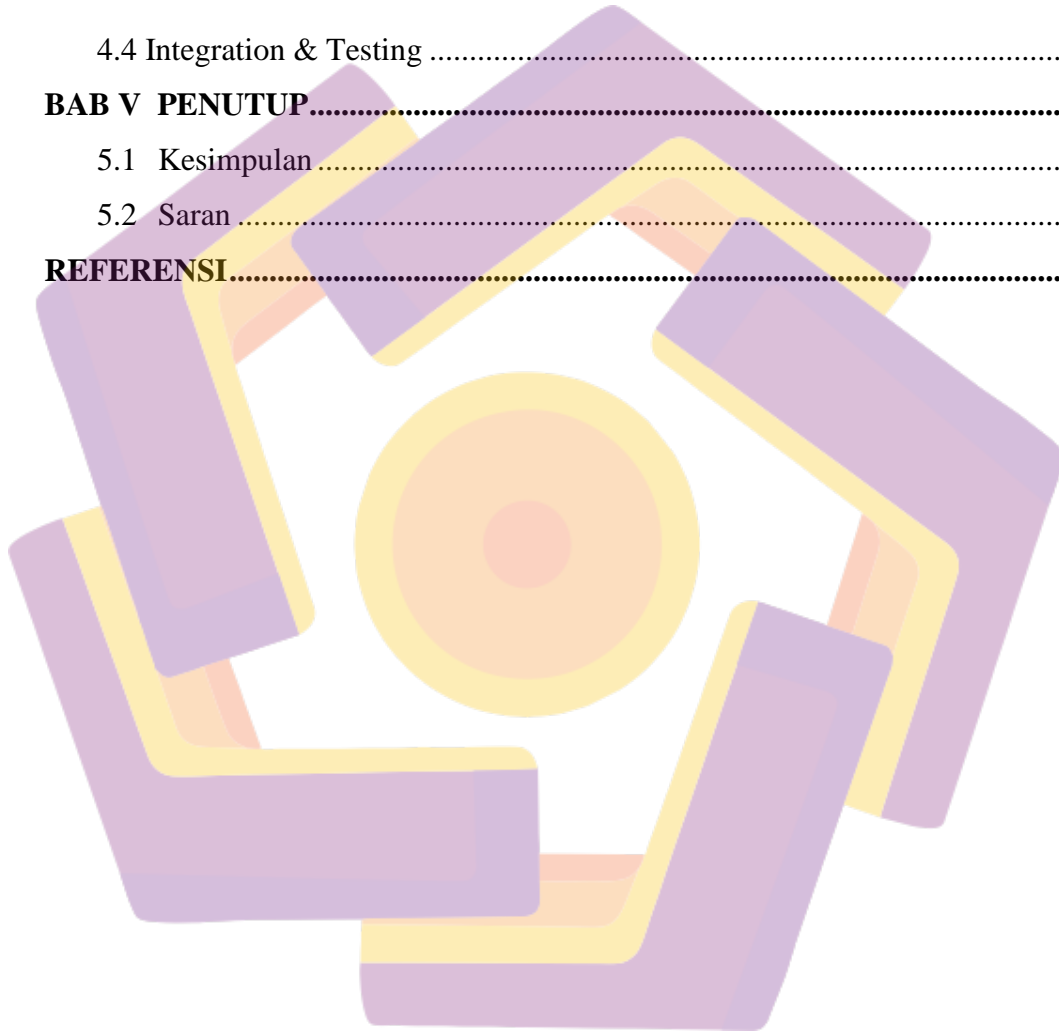 4.4 Integration & Testing ........................................................................
BAB V  PENUTUP........................................................................................
5.1   Kesimpulan ......................................................................................
5.2   Saran ................................................................................................
REFERENSI..................................................................................................